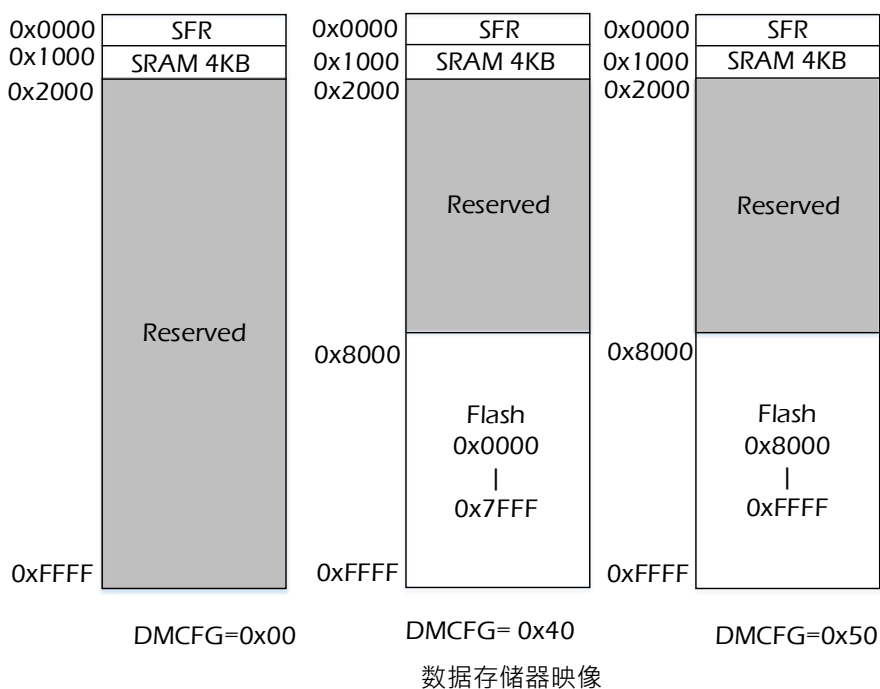 0x0000
SFR
0x1000
SRAM 4KB
0x2000
Reserved
0xFFFF
DMCFG=0x00
0x0000
SFR
0x1000
SRAM 4KB
0x2000
Reserved
0x8000
Flash
0x0000
|
0x7FFF
0xFFFF
DMCFG= 0x40
0x0000
SFR
0x1000
SRAM 4KB
0x2000
Reserved
0x8000
Flash
0x8000
|
0xFFFF
0xFFFF
DMCFG=0x50
数据存储器映像